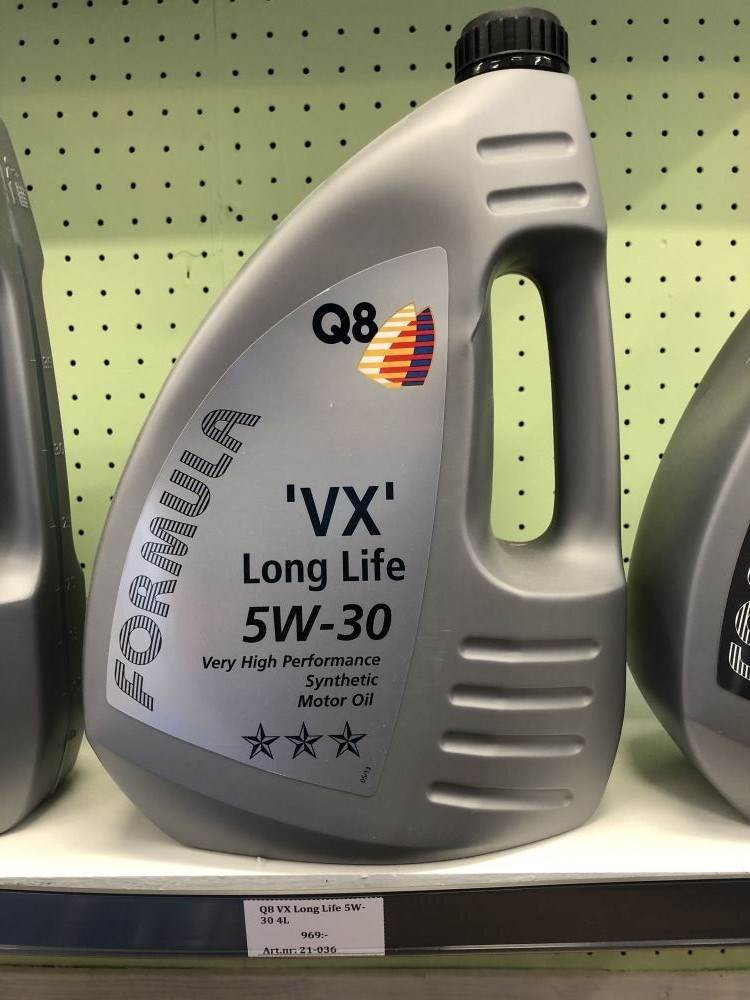 Q8
FORMULA
'VX'
Long Life
5W-30
Very High Performance
Synthetic
Motor Oil
Q8 VX Long Life 5W-
30 4L
969:-
Art.nr: 21-036